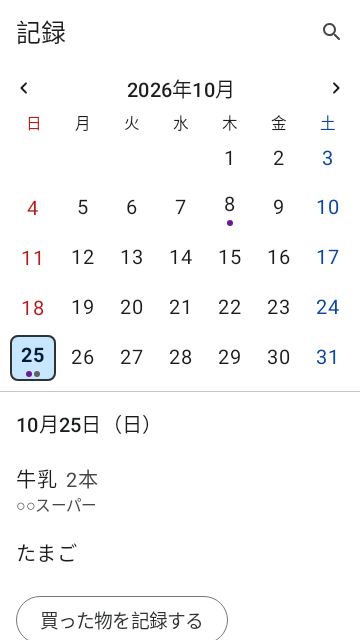 記録
2026年10月
日 月 火 水 木 金 土
1 2 3
4 5 6 7 8 9 10
11 12 13 14 15 16 17
18 19 20 21 22 23 24
25 26 27 28 29 30 31
10月25日（日）
牛乳 2本
○○スーパー
たまご
買った物を記録する